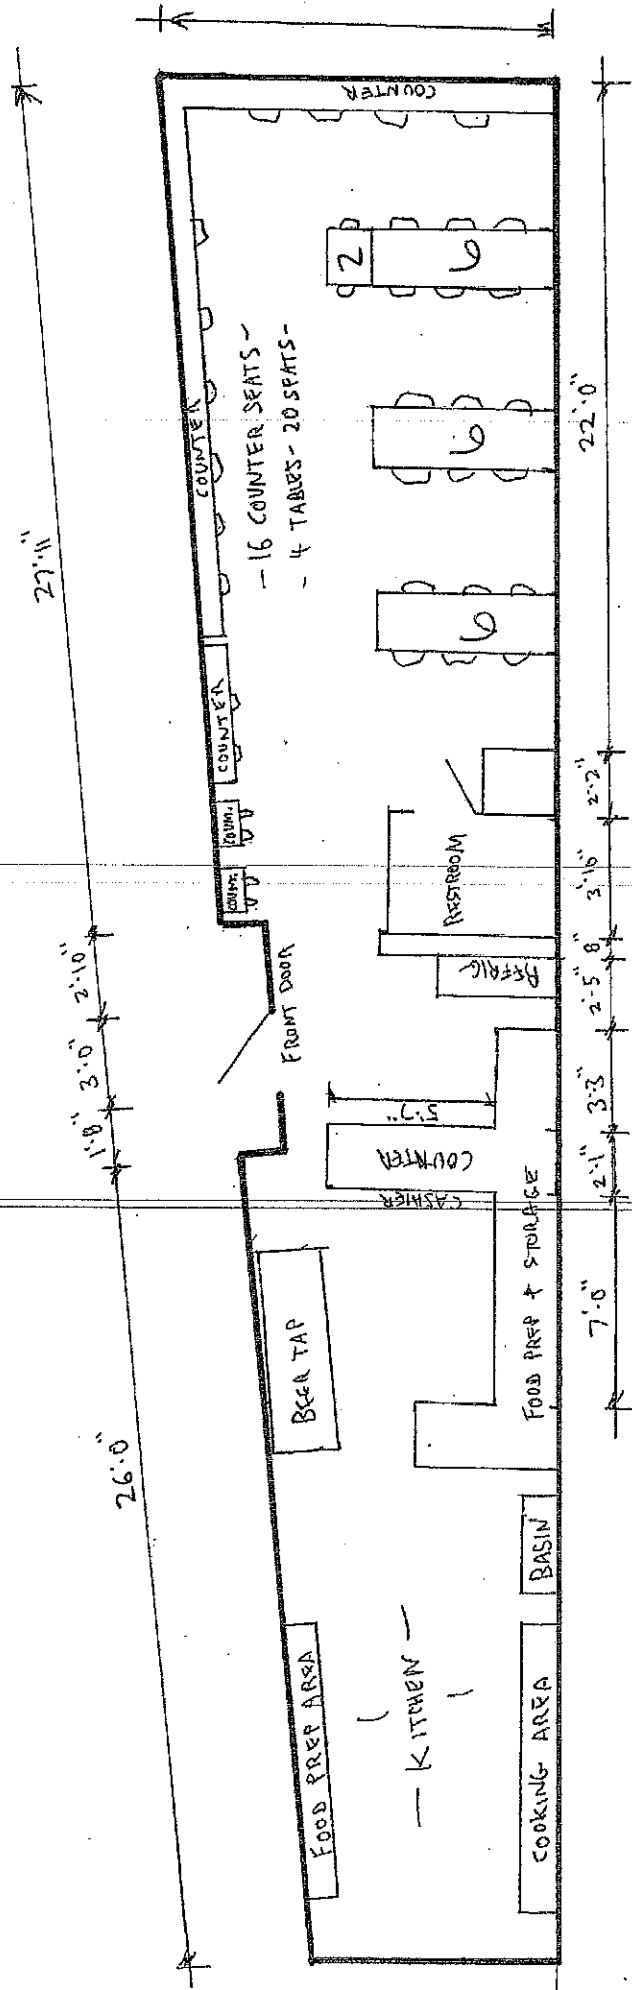 27'-11"
2'-10"
3'-0"
1'-8"
26'-0"
COUNTER
COUNTER
COUNTER
COUN.
COUN.
- 16 COUNTER SEATS -
- 4 TABLES - 20 SEATS -
2
6
6
6
FRONT DOOR
RESTROOM
REFRIG
5'-7"
COUNTER
CASHIER
BEER TAP
FOOD PREP + STORAGE
FOOD PREP AREA
- KITCHEN -
BASIN
COOKING AREA
22'-0"
2'-2"
3'-10"
8"
2'-5"
3'-3"
2'-1"
7'-0"